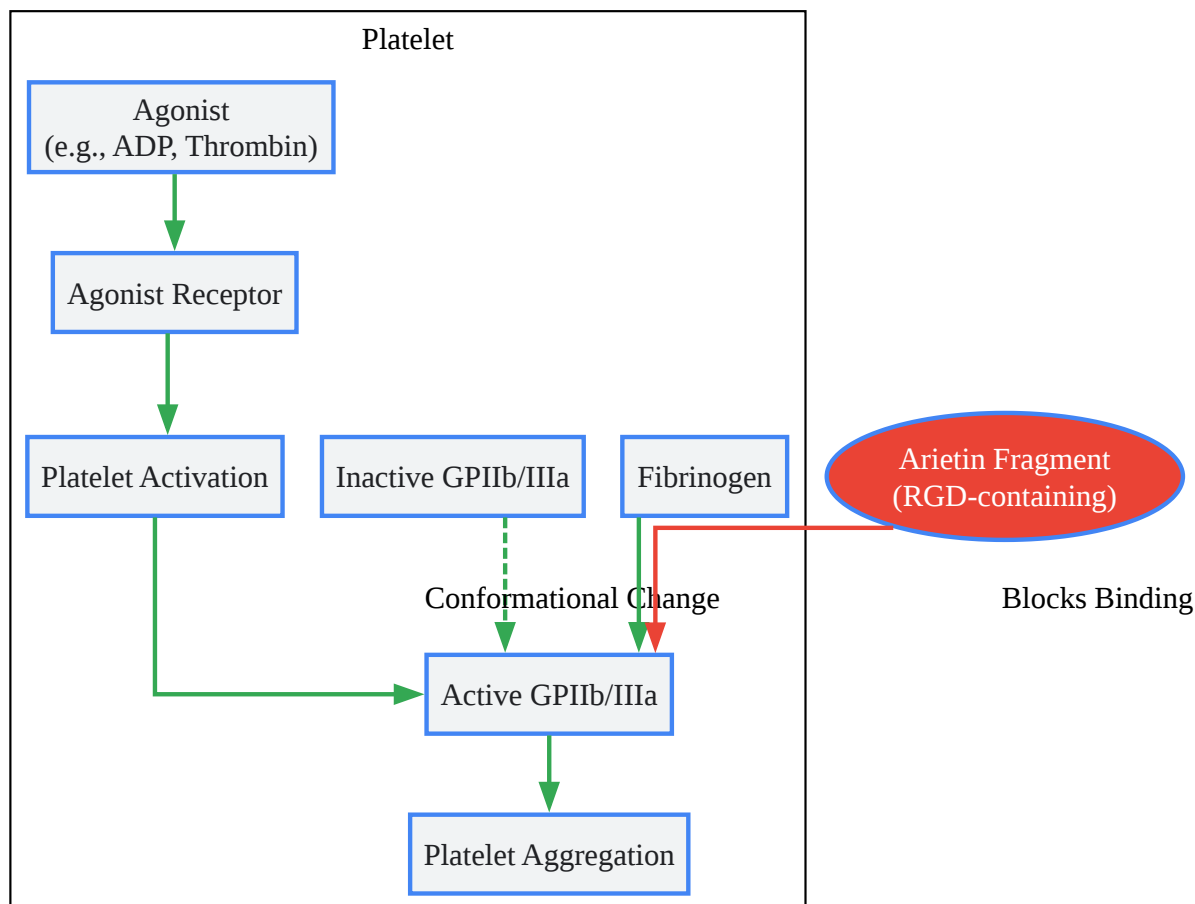 Platelet
Agonist
(e.g., ADP, Thrombin)
Agonist Receptor
Platelet Activation
Inactive GPIIb/IIIa
Fibrinogen
Arietin Fragment
(RGD-containing)
Conformational Change
Blocks Binding
Active GPIIb/IIIa
Platelet Aggregation